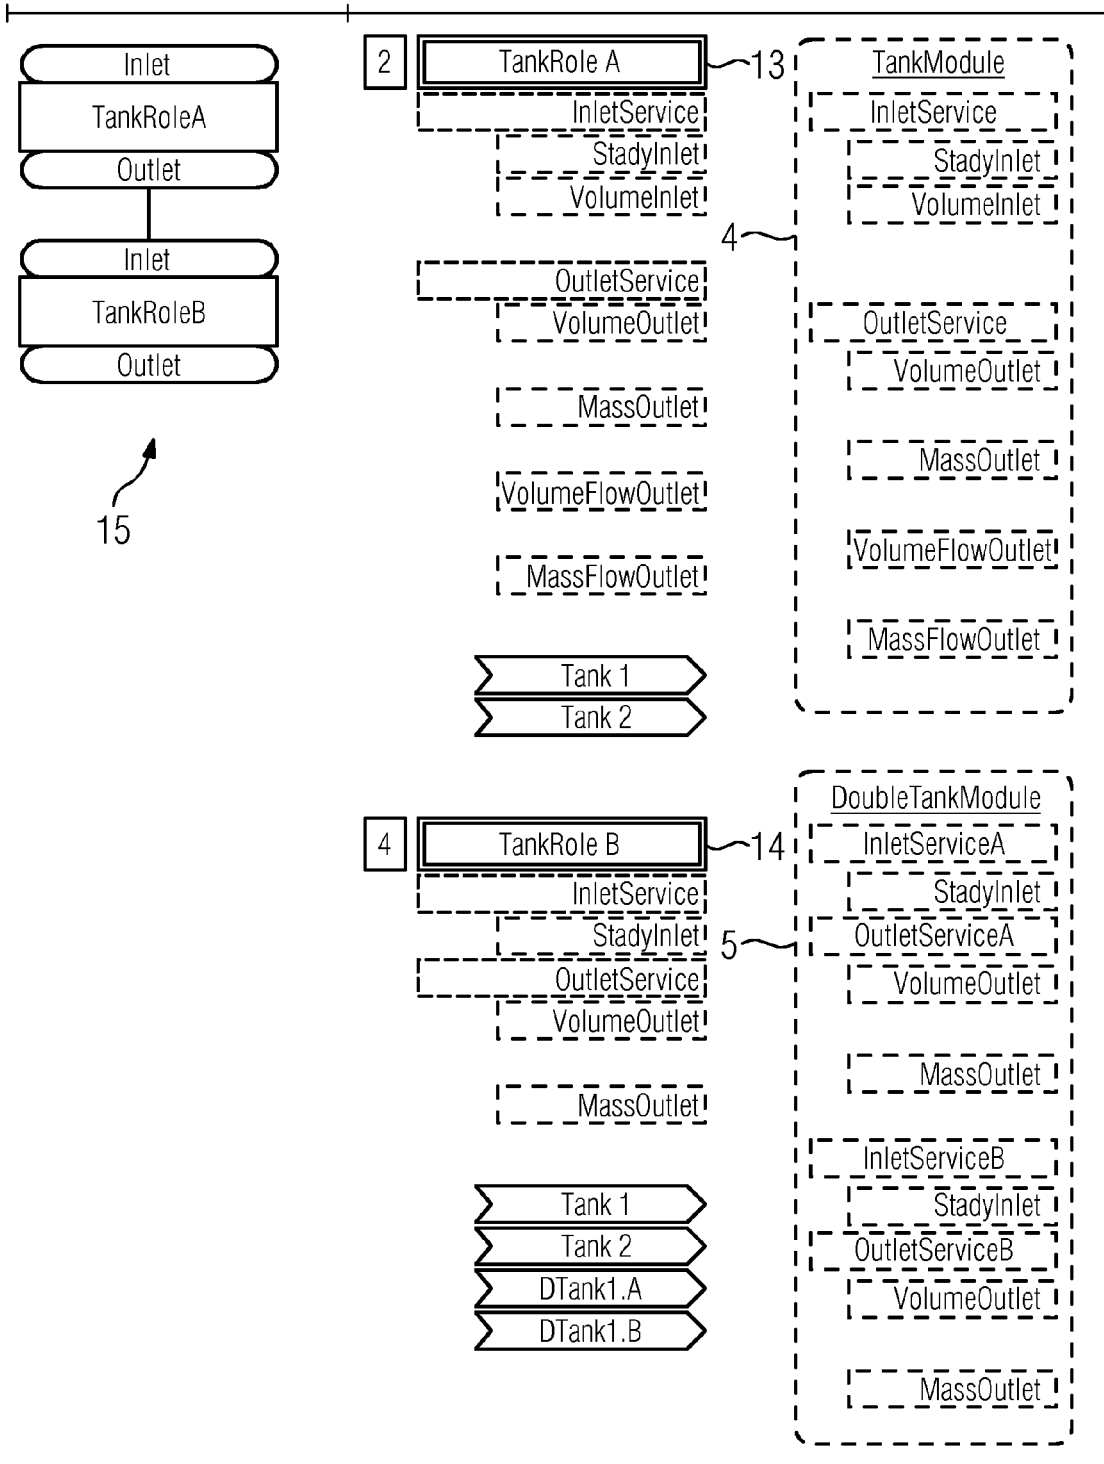 Inlet
TankRoleA
Outlet
Inlet
TankRoleB
Outlet
15
2
TankRole A
13
InletService
StadyInlet
VolumeInlet
OutletService
VolumeOutlet
MassOutlet
VolumeFlowOutlet
MassFlowOutlet
Tank 1
Tank 2
4
TankModule
InletService
StadyInlet
VolumeInlet
OutletService
VolumeOutlet
MassOutlet
VolumeFlowOutlet
MassFlowOutlet
4
TankRole B
14
InletService
StadyInlet
OutletService
VolumeOutlet
MassOutlet
Tank 1
Tank 2
DTank1.A
DTank1.B
5
DoubleTankModule
InletServiceA
StadyInlet
OutletServiceA
VolumeOutlet
MassOutlet
InletServiceB
StadyInlet
OutletServiceB
VolumeOutlet
MassOutlet